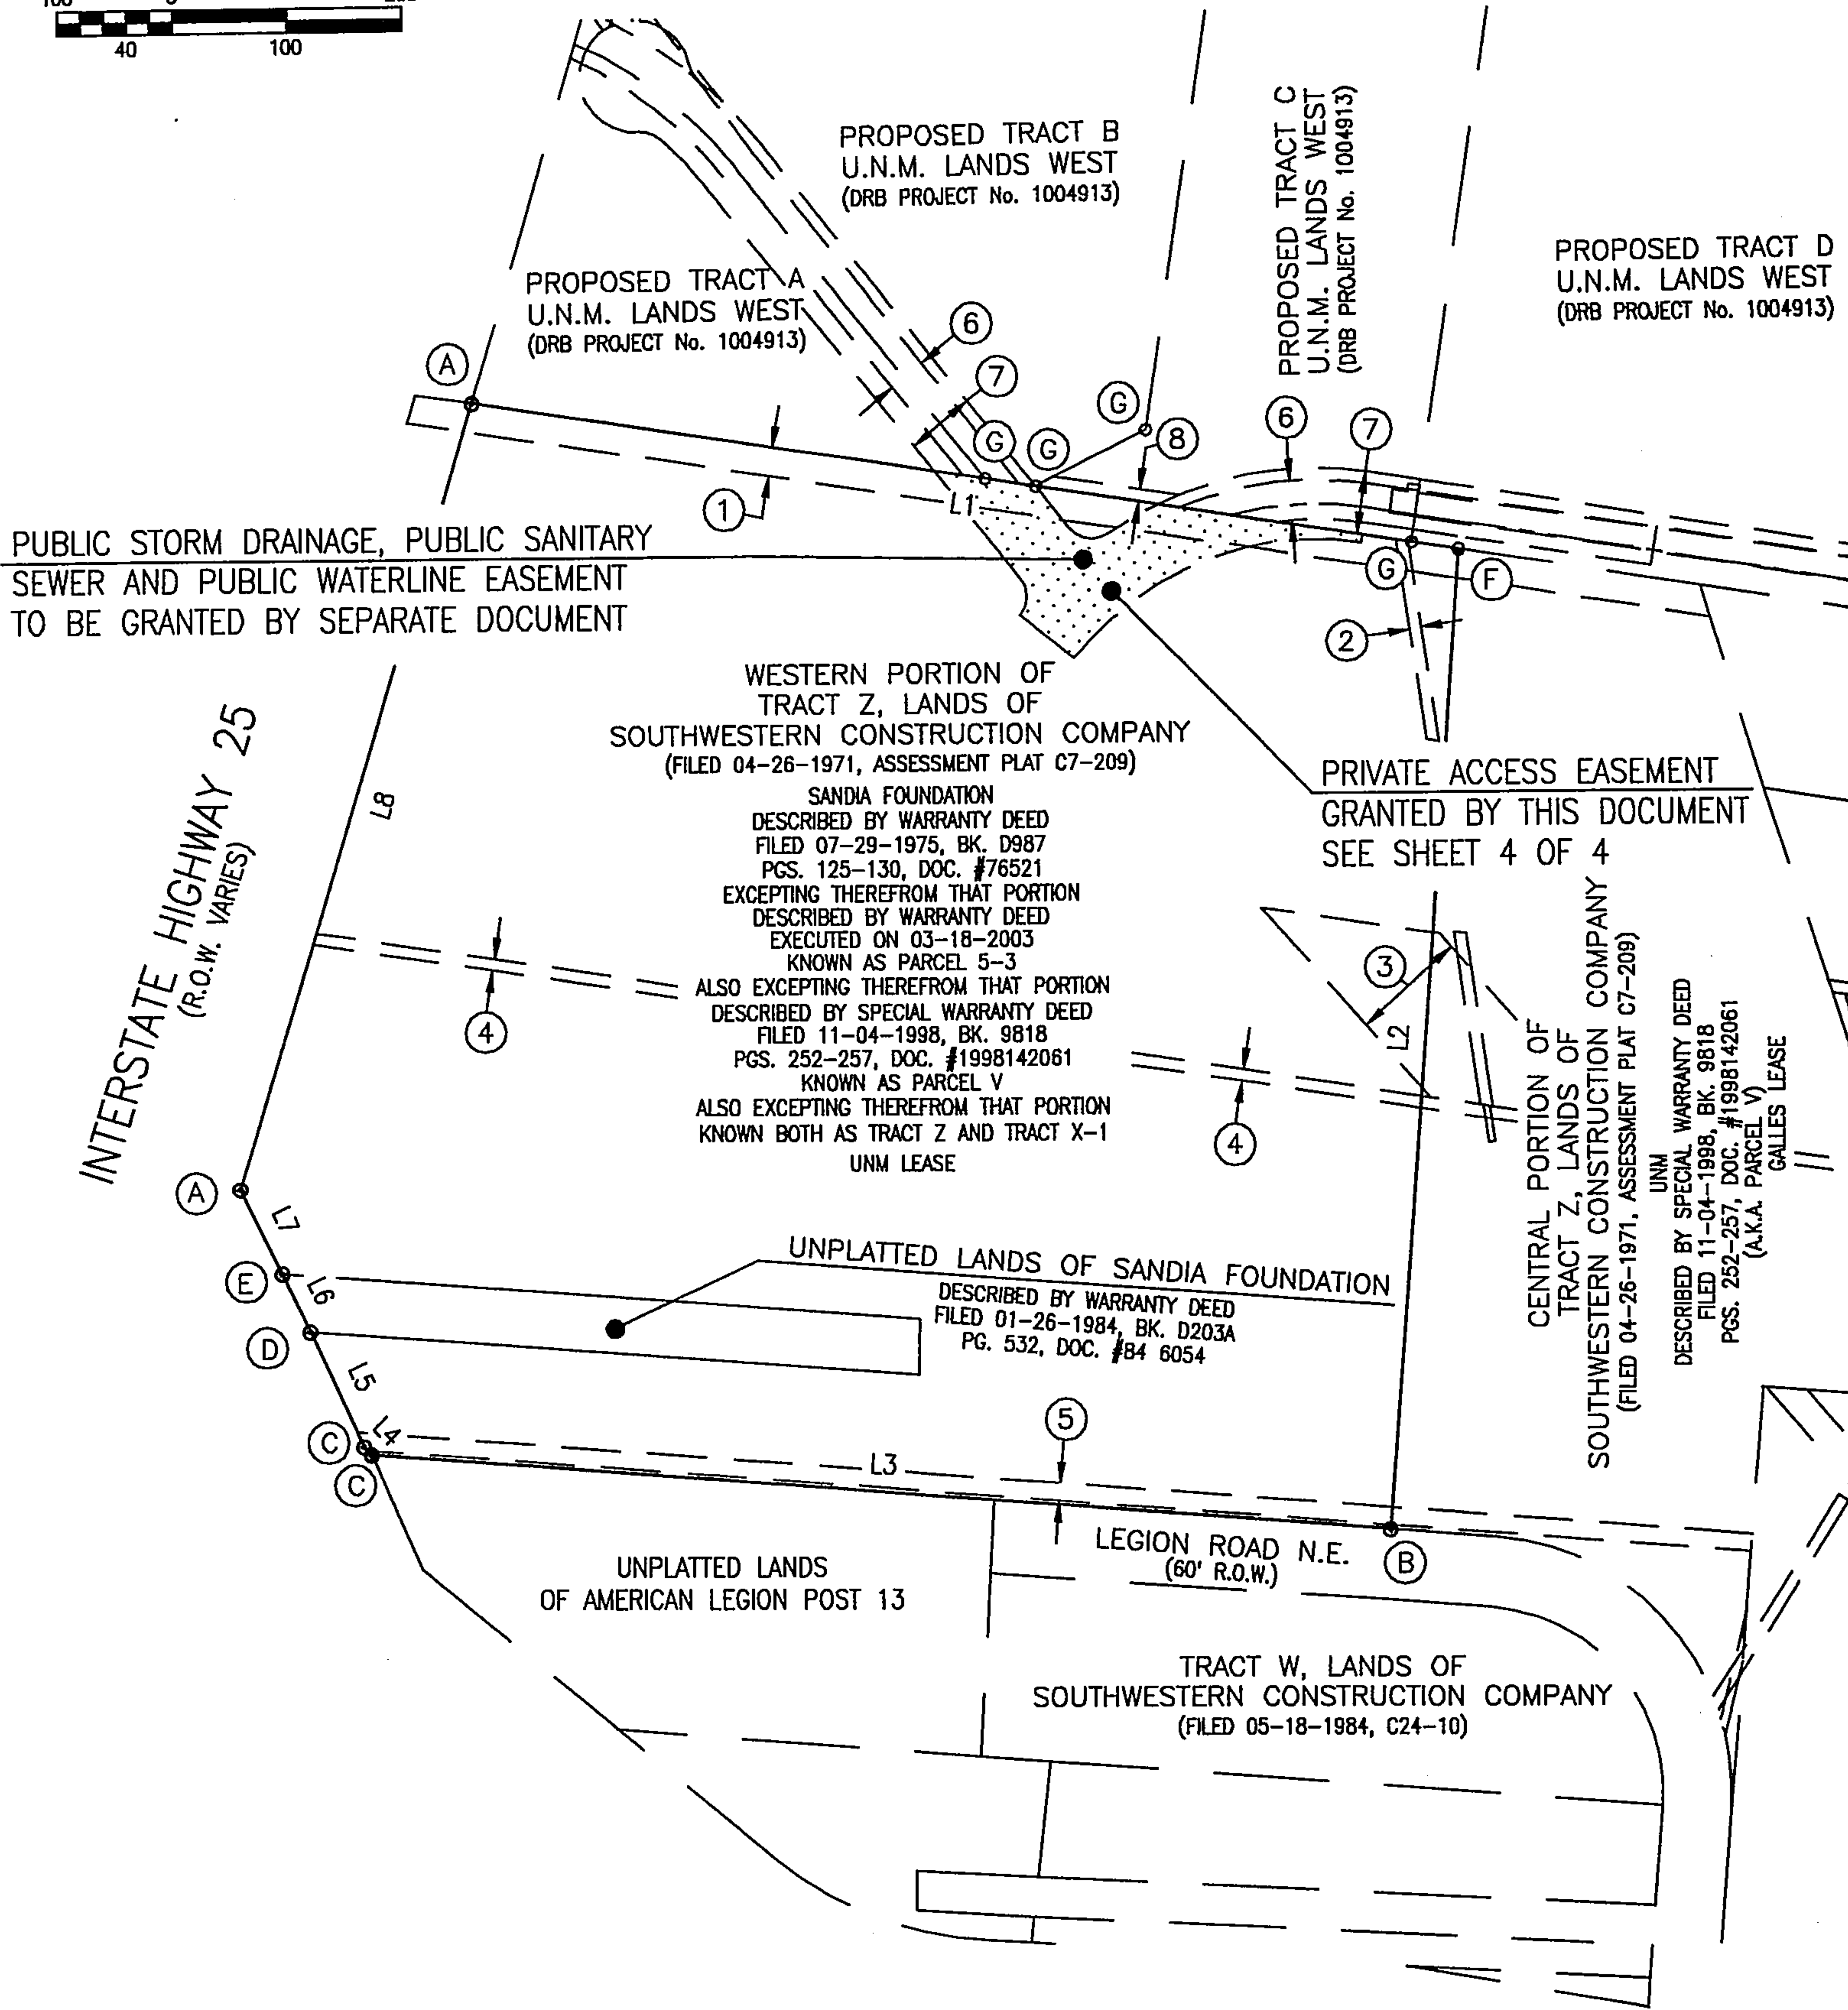 40
100
PROPOSED TRACT B
U.N.M. LANDS WEST
(DRB PROJECT No. 1004913)
PROPOSED TRACT C
U.N.M. LANDS WEST
(DRB PROJECT No. 1004913)
PROPOSED TRACT D
U.N.M. LANDS WEST
(DRB PROJECT No. 1004913)
PROPOSED TRACT A
U.N.M. LANDS WEST
(DRB PROJECT No. 1004913)
A
6
7
G
G
G
8
6
7
1
L1
G
F
2
PUBLIC STORM DRAINAGE, PUBLIC SANITARY
SEWER AND PUBLIC WATERLINE EASEMENT
TO BE GRANTED BY SEPARATE DOCUMENT
WESTERN PORTION OF
TRACT Z, LANDS OF
SOUTHWESTERN CONSTRUCTION COMPANY
(FILED 04-26-1971, ASSESSMENT PLAT C7-209)
SANDIA FOUNDATION
DESCRIBED BY WARRANTY DEED
FILED 07-29-1975, BK. D987
PGS. 125-130, DOC. #76521
EXCEPTING THEREFROM THAT PORTION
DESCRIBED BY WARRANTY DEED
EXECUTED ON 03-18-2003
KNOWN AS PARCEL 5-3
ALSO EXCEPTING THEREFROM THAT PORTION
DESCRIBED BY SPECIAL WARRANTY DEED
FILED 11-04-1998, BK. 9818
PGS. 252-257, DOC. #1998142061
KNOWN AS PARCEL V
ALSO EXCEPTING THEREFROM THAT PORTION
KNOWN BOTH AS TRACT Z AND TRACT X-1
UNM LEASE
PRIVATE ACCESS EASEMENT
GRANTED BY THIS DOCUMENT
SEE SHEET 4 OF 4
INTERSTATE HIGHWAY 25
(R.O.W. VARIES)
L8
4
3
L2
4
CENTRAL PORTION OF
TRACT Z, LANDS OF
SOUTHWESTERN CONSTRUCTION COMPANY
(FILED 04-26-1971, ASSESSMENT PLAT C7-209)
UNM
DESCRIBED BY SPECIAL WARRANTY DEED
FILED 11-04-1998, BK. 9818
PGS. 252-257, DOC. #1998142061
(A.K.A. PARCEL V)
GALLES LEASE
A
L7
E
L6
D
L5
C
L4
C
UNPLATTED LANDS OF SANDIA FOUNDATION
DESCRIBED BY WARRANTY DEED
FILED 01-26-1984, BK. D203A
PG. 532, DOC. #84 6054
5
L3
LEGION ROAD N.E.
(60' R.O.W.)
B
UNPLATTED LANDS
OF AMERICAN LEGION POST 13
TRACT W, LANDS OF
SOUTHWESTERN CONSTRUCTION COMPANY
(FILED 05-18-1984, C24-10)